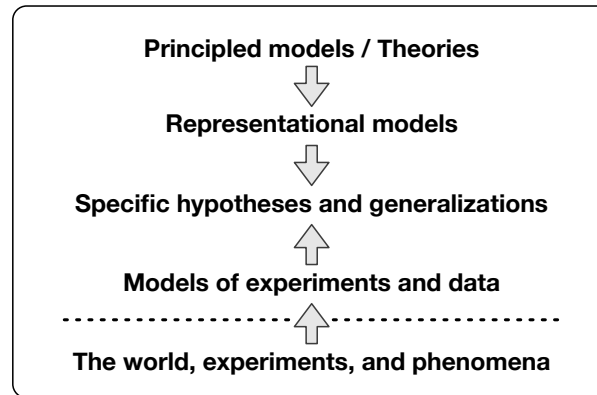 Principled models / Theories
Representational models
Specific hypotheses and generalizations
Models of experiments and data
The world, experiments, and phenomena